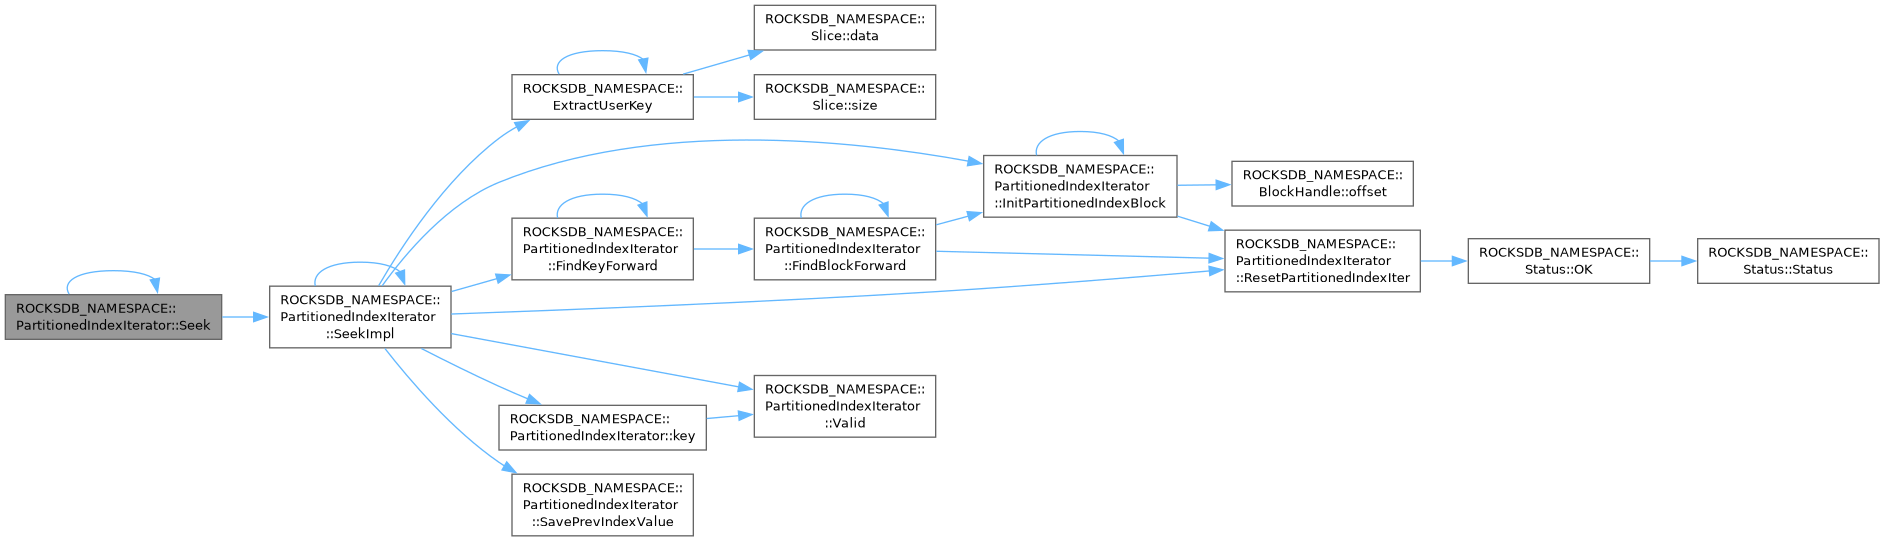 ROCKSDB_NAMESPACE::
PartitionedIndexIterator::Seek
ROCKSDB_NAMESPACE::
PartitionedIndexIterator
::SeekImpl
ROCKSDB_NAMESPACE::
ExtractUserKey
ROCKSDB_NAMESPACE::
Slice::data
ROCKSDB_NAMESPACE::
Slice::size
ROCKSDB_NAMESPACE::
PartitionedIndexIterator
::FindKeyForward
ROCKSDB_NAMESPACE::
PartitionedIndexIterator
::FindBlockForward
ROCKSDB_NAMESPACE::
PartitionedIndexIterator
::InitPartitionedIndexBlock
ROCKSDB_NAMESPACE::
BlockHandle::offset
ROCKSDB_NAMESPACE::
PartitionedIndexIterator
::ResetPartitionedIndexIter
ROCKSDB_NAMESPACE::
Status::OK
ROCKSDB_NAMESPACE::
Status::Status
ROCKSDB_NAMESPACE::
PartitionedIndexIterator::key
ROCKSDB_NAMESPACE::
PartitionedIndexIterator
::Valid
ROCKSDB_NAMESPACE::
PartitionedIndexIterator
::SavePrevIndexValue